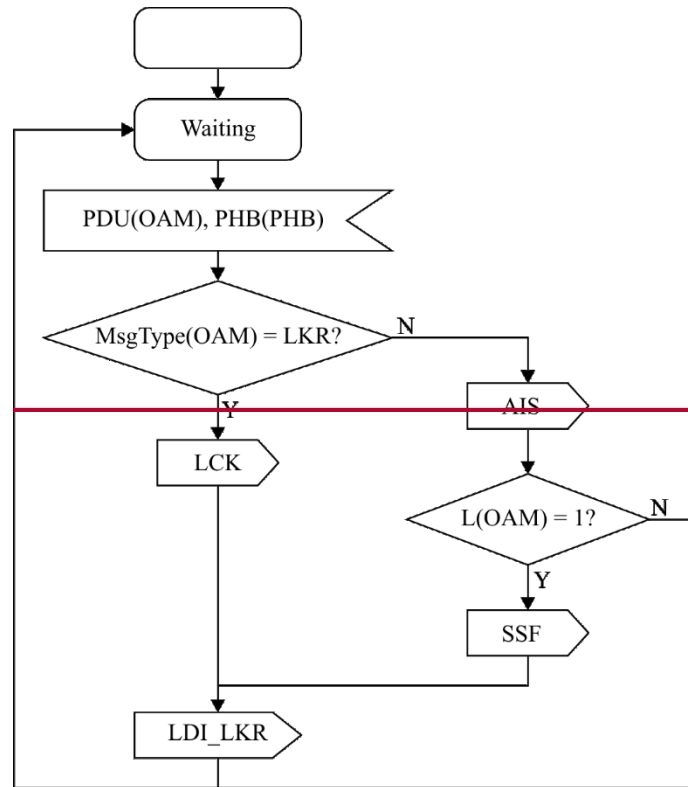 Waiting
PDU(OAM), PHB(PHB)
MsgType(OAM) = LKR?
N
Y
AIS
LCK
L(OAM) = 1?
N
Y
SSF
LDI_LKR